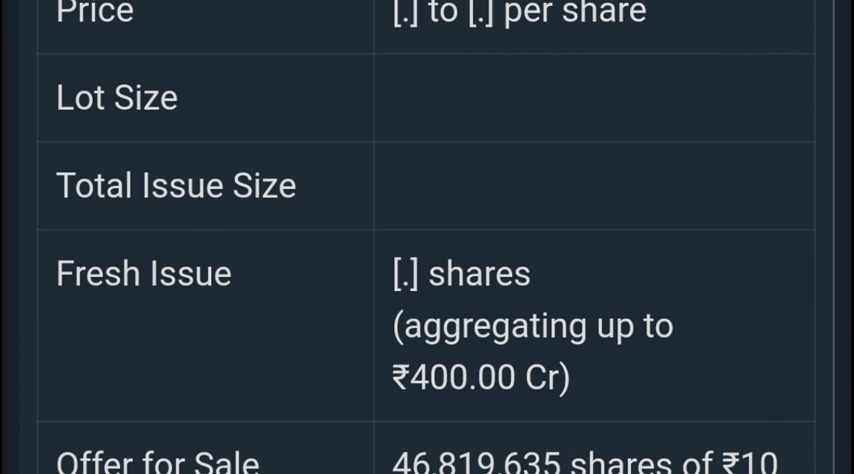 Price
[.] to [.] per share
Lot Size
Total Issue Size
Fresh Issue
[.] shares
(aggregating up to
₹400.00 Cr)
Offer for Sale
46,819,635 shares of ₹10